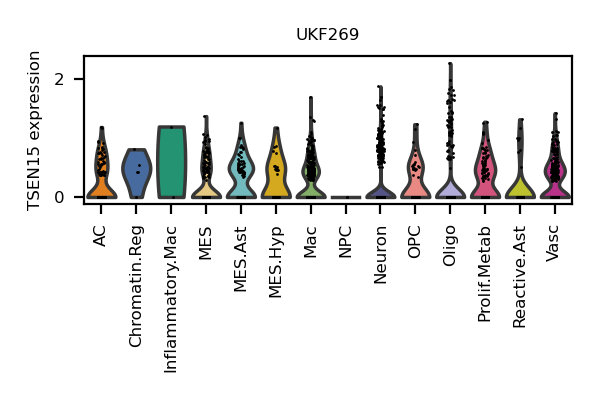 UKF269
TSEN15 expression
2
0
AC
Chromatin.Reg
Inflammatory.Mac
MES
MES.Ast
MES.Hyp
Mac
NPC
Neuron
OPC
Oligo
Prolif.Metab
Reactive.Ast
Vasc